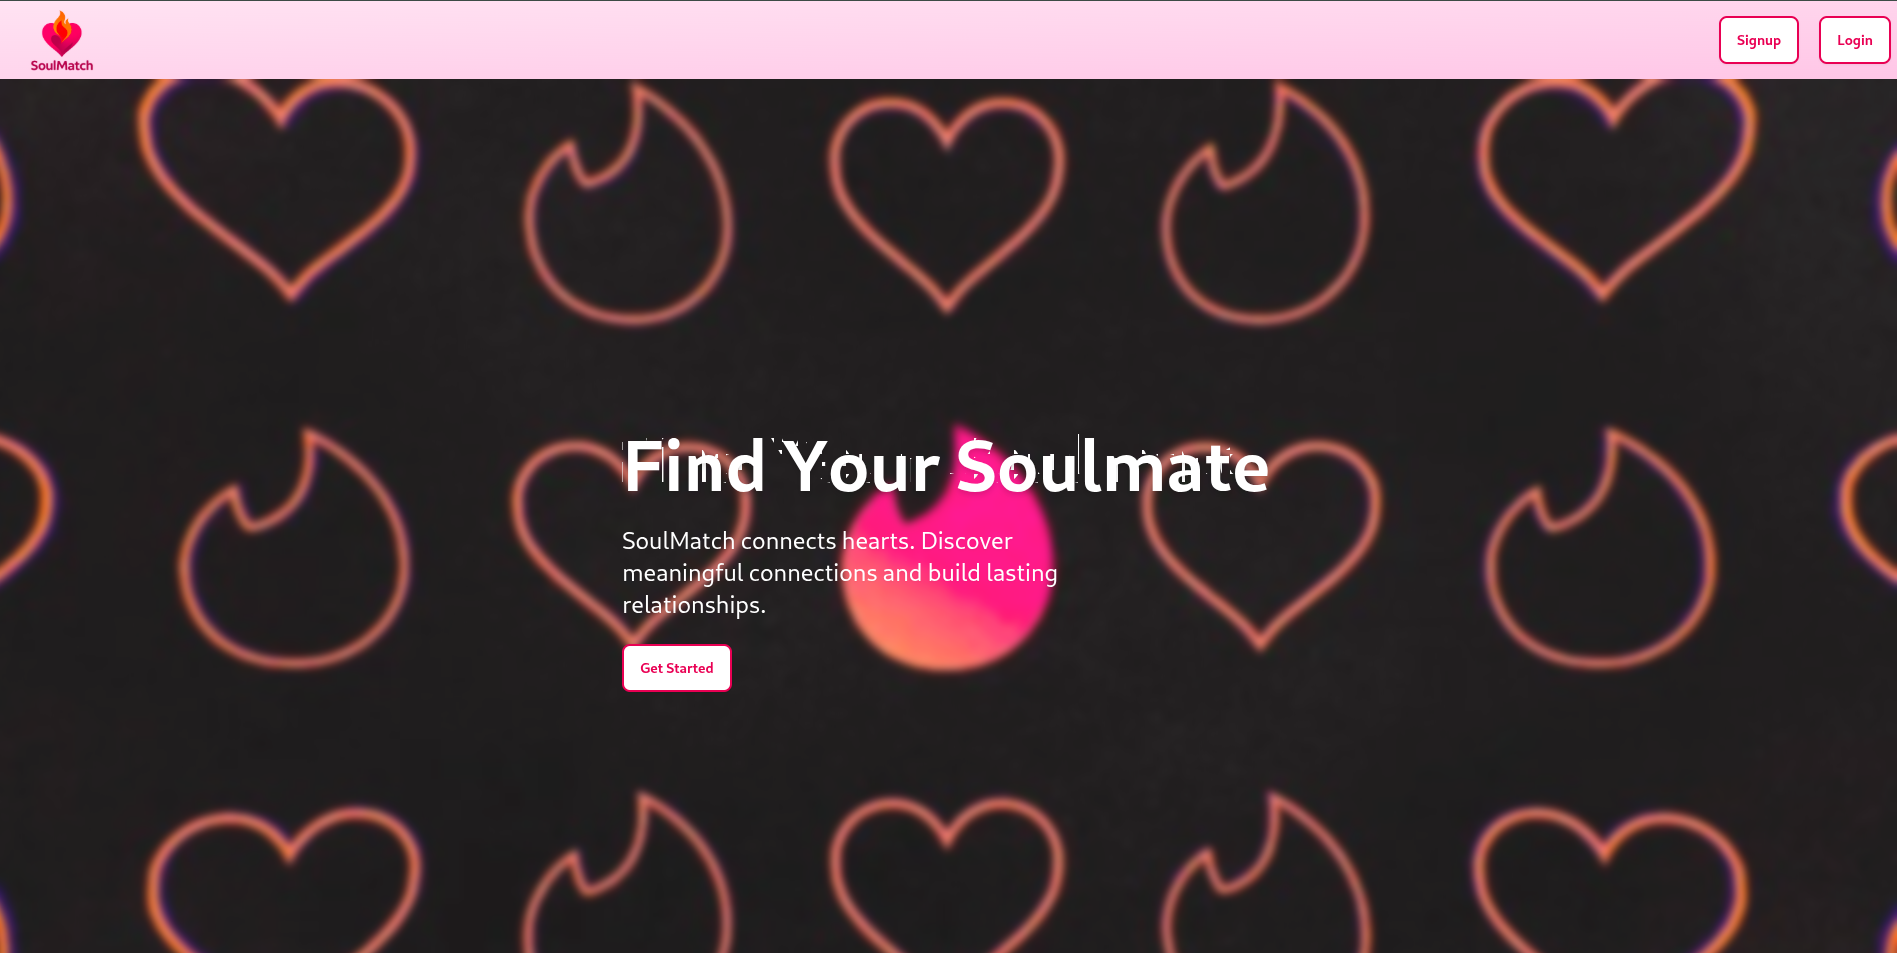 SoulMatch
Signup
Login
Find Your Soulmate
SoulMatch connects hearts. Discover
meaningful connections and build lasting
relationships.
Get Started